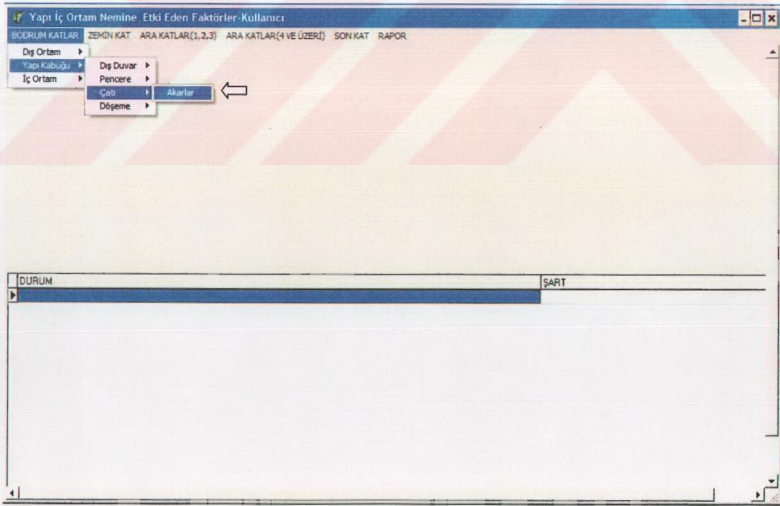 Yapı İç Ortam Nemine Etki Eden Faktörler-Kullanıcı
BODRUM KATLAR ZEMİN KAT ARA KATLAR(1,2,3) ARA KATLAR(4 VE ÜZERİ) SON KAT RAPOR
Dış Ortam
Yapı Kabuğu Dış Duvar
İç Ortam Pencere
Çatı Akarlar
Döşeme
DURUM ŞART